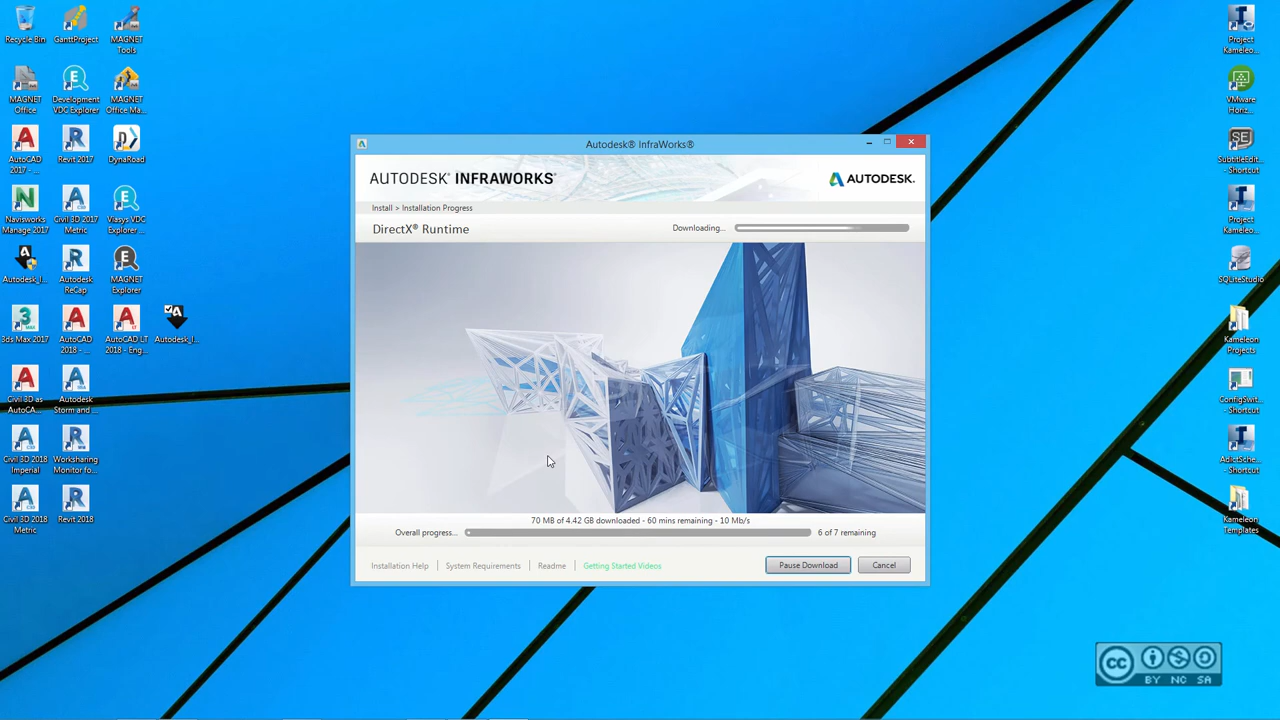 Recycle Bin
GanttProject
MAGNET
Tools
MAGNET
Office
Development
VDC Explorer
MAGNET
Office Ma...
AutoCAD
2017 - ...
Revit 2017
DynaRoad
Navisworks
Manage 2017
Civil 3D 2017
Metric
Viasys VDC
Explorer ...
Autodesk_I...
Autodesk
ReCap
MAGNET
Explorer
3ds Max 2017
AutoCAD
2018 - ...
AutoCAD LT
2018 - Eng...
Autodesk_I...
Civil 3D as
AutoCA...
Autodesk
Storm and ...
Civil 3D 2018
Imperial
Worksharing
Monitor fo...
Civil 3D 2018
Metric
Revit 2018
Autodesk® InfraWorks®
AUTODESK® INFRAWORKS®
AUTODESK.
Install > Installation Progress
DirectX® Runtime
Downloading...
70 MB of 4.42 GB downloaded - 60 mins remaining - 10 Mb/s
Overall progress...
6 of 7 remaining
Installation Help
System Requirements
Readme
Getting Started Videos
Pause Download
Cancel
Project
Kameleo...
VMware
Horiz...
SE
SubtitleEdit...
- Shortcut
Project
Kameleo...
SQLiteStudio
Kameleon
Projects
ConfigSwit...
- Shortcut
AdictSche...
- Shortcut
Kameleon
Templates
cc
BY NC SA